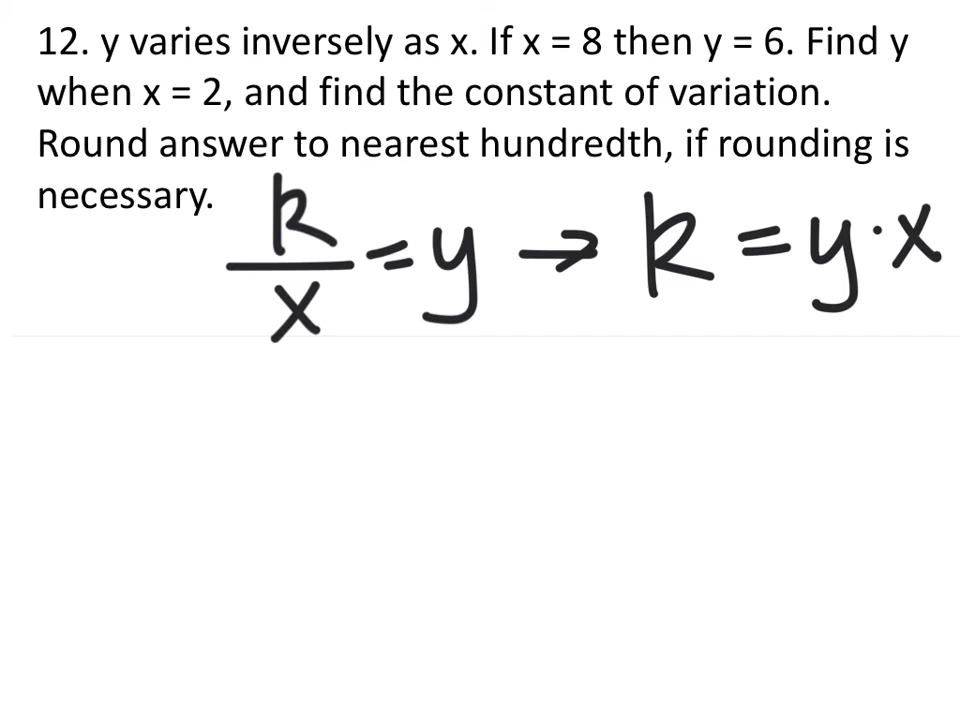 12. y varies inversely as x. If x = 8 then y = 6. Find y
when x = 2, and find the constant of variation.
Round answer to nearest hundredth, if rounding is
necessary.
k/x = y → k = y · x